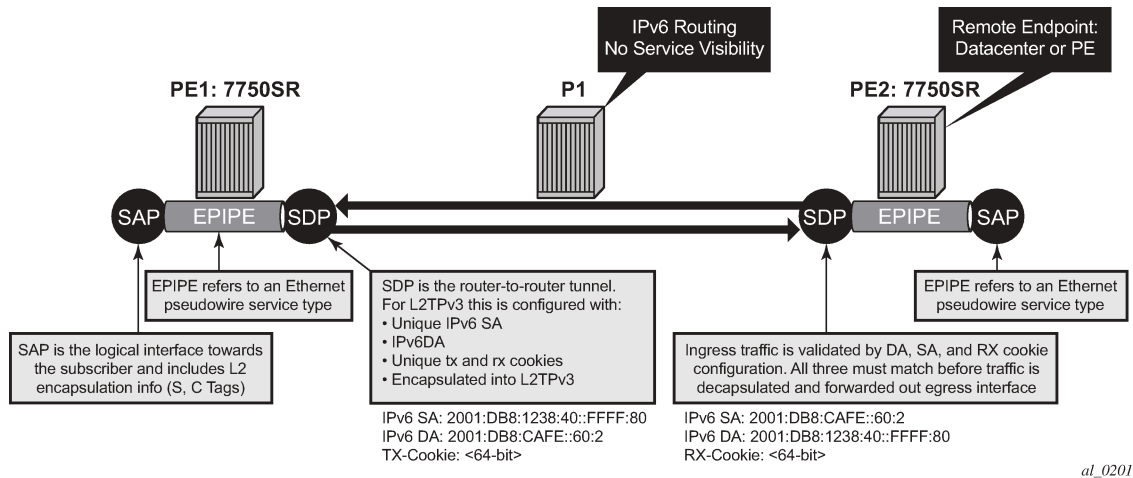 IPv6 Routing
No Service Visibility
Remote Endpoint:
Datacenter or PE
PE1: 7750SR
P1
PE2: 7750SR
SAP
EPIPE
SDP
SDP
EPIPE
SAP
EPIPE refers to an Ethernet
pseudowire service type
SDP is the router-to-router tunnel.
For L2TPv3 this is configured with:
• Unique IPv6 SA
• IPv6DA
• Unique tx and rx cookies
• Encapsulated into L2TPv3
EPIPE refers to an Ethernet
pseudowire service type
SAP is the logical interface towards
the subscriber and includes L2
encapsulation info (S, C Tags)
Ingress traffic is validated by DA, SA, and RX cookie
configuration. All three must match before traffic is
decapsulated and forwarded out egress interface
IPv6 SA: 2001:DB8:1238:40::FFFF:80
IPv6 DA: 2001:DB8:CAFE::60:2
TX-Cookie: <64-bit>
IPv6 SA: 2001:DB8:CAFE::60:2
IPv6 DA: 2001:DB8:1238:40::FFFF:80
RX-Cookie: <64-bit>
al_0201